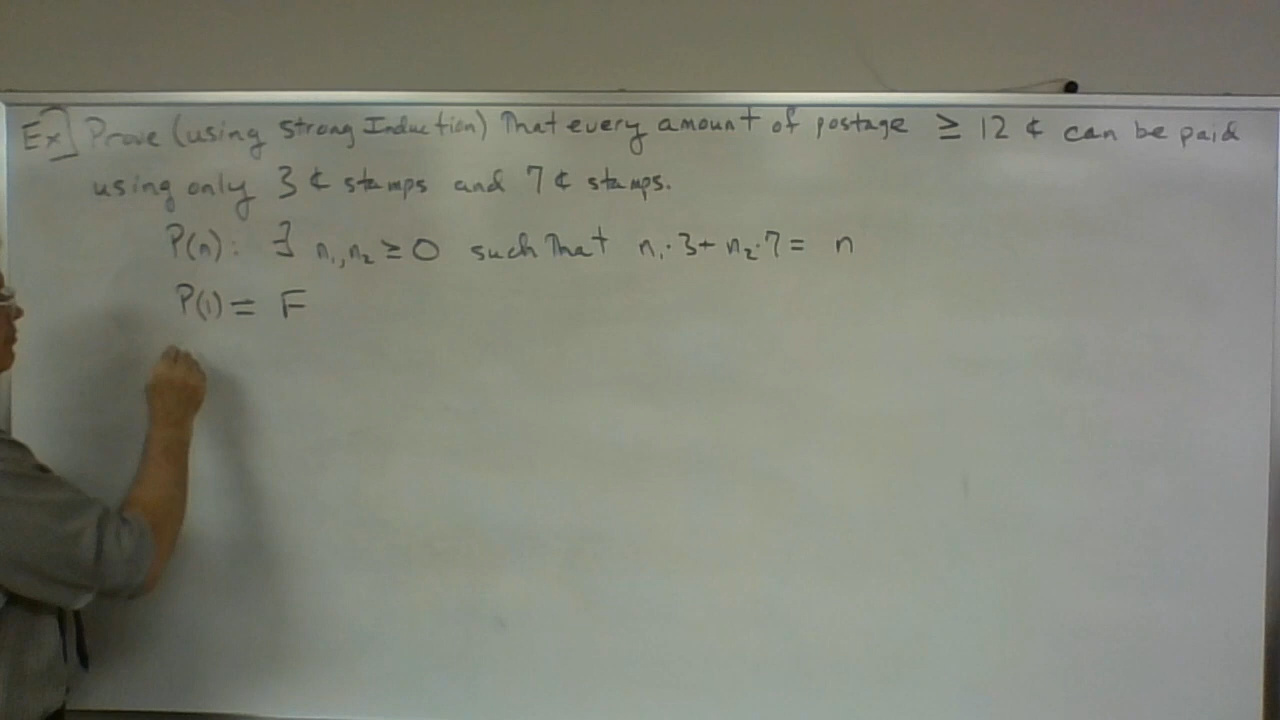 Ex] Prove (using strong Induction) That every amount of postage ≥ 12 ¢ can be paid
using only 3 ¢ stamps and 7 ¢ stamps.
P(n): ∃ n₁, n₂ ≥ 0 such That n₁·3 + n₂·7 = n
P(1) = F